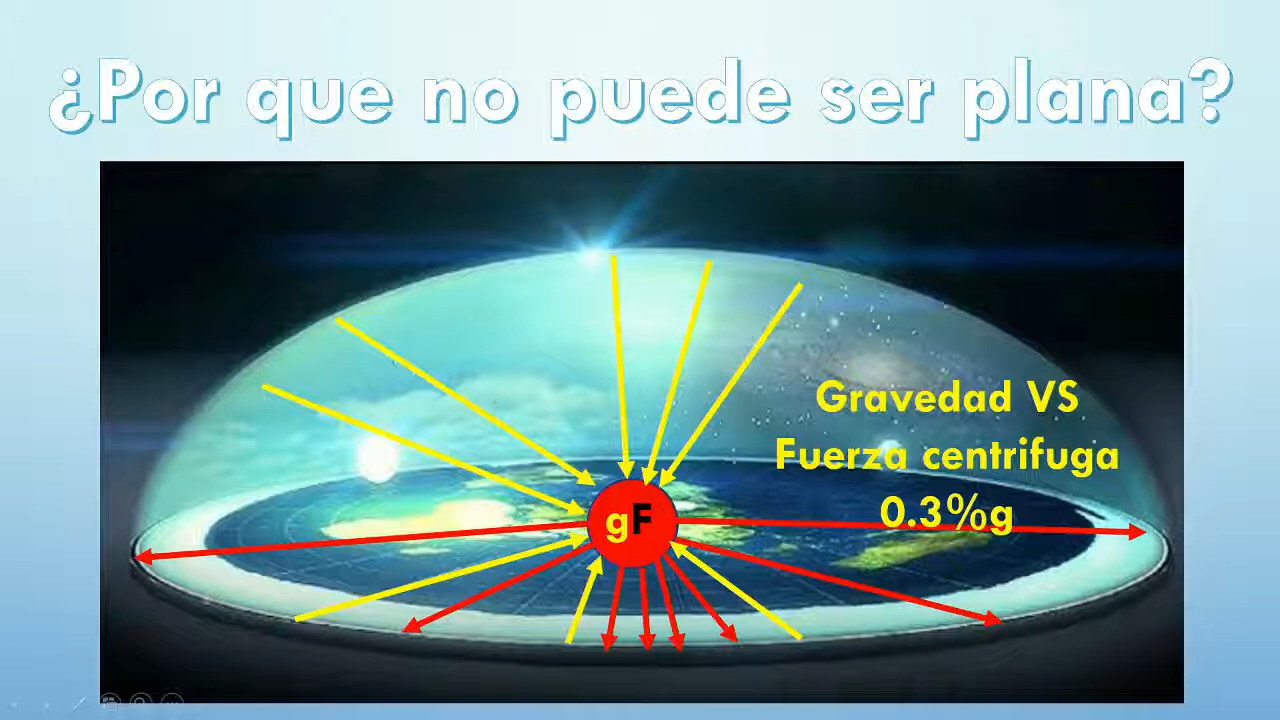 ¿Por que no puede ser plana?
Gravedad VS
Fuerza centrifuga
0.3%g
gF